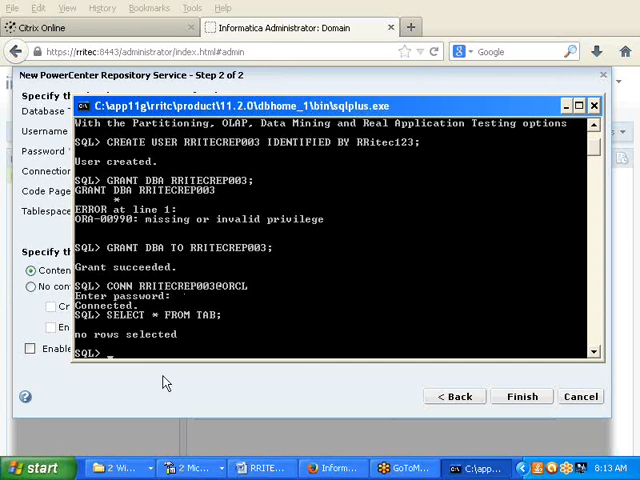 File Edit View History Bookmarks Tools Help
Citrix Online
Informatica Administrator: Domain
https://rritec:8443/administrator/index.html#admin
Google
New PowerCenter Repository Service - Step 2 of 2
Specify th
Database
Username
Password
Connection
Code Page
Tablespace
Specify th
Conten
No con
Cr
En
Enable
C:\app11g\rritc\product\11.2.0\dbhome_1\bin\sqlplus.exe
With the Partitioning, OLAP, Data Mining and Real Application Testing options
SQL> CREATE USER RRITECREP003 IDENTIFIED BY RRitec123;
User created.
SQL> GRANT DBA RRITECREP003;
GRANT DBA RRITECREP003
*
ERROR at line 1:
ORA-00990: missing or invalid privilege
SQL> GRANT DBA TO RRITECREP003;
Grant succeeded.
SQL> CONN RRITECREP003@ORCL
Enter password:
Connected.
SQL> SELECT * FROM TAB;
no rows selected
SQL> _
< Back
Finish
Cancel
start
2 Wi...
2 Mic...
RRITE...
Inform...
GoToM...
C:\app...
8:13 AM